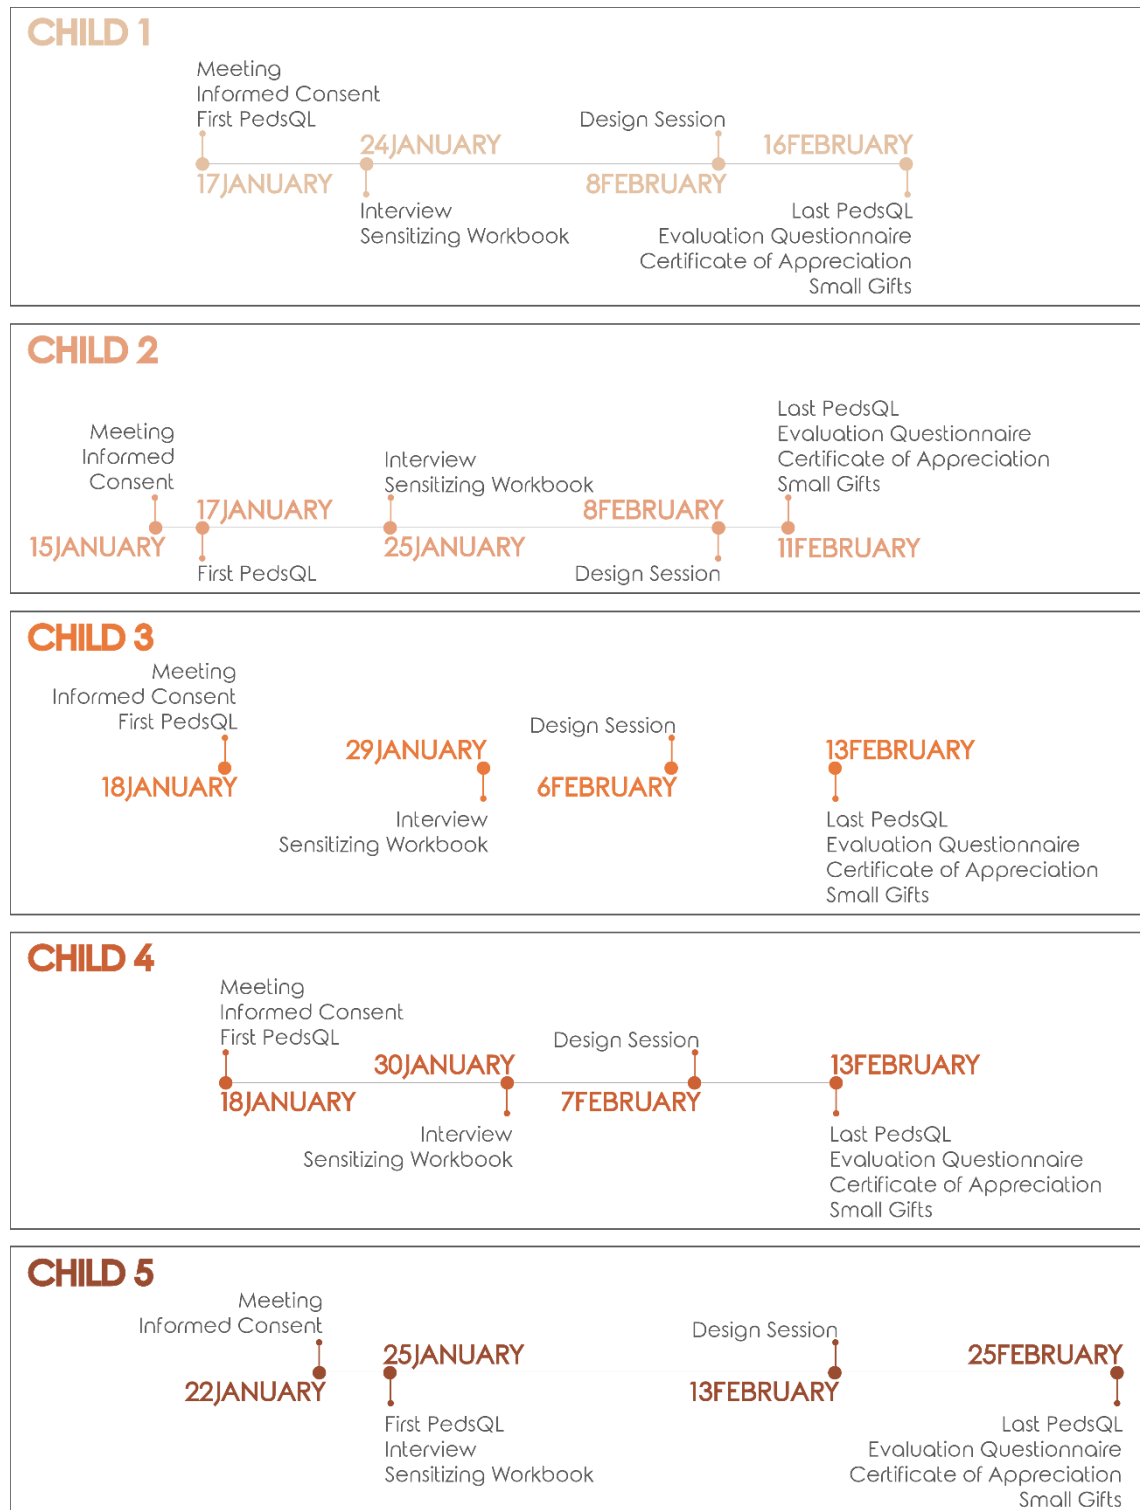 CHILD 1
Meeting
Informed Consent
First PedsQL
17JANUARY
24JANUARY
Interview
Sensitizing Workbook
Design Session
8FEBRUARY
16FEBRUARY
Last PedsQL
Evaluation Questionnaire
Certificate of Appreciation
Small Gifts
CHILD 2
Meeting
Informed
Consent
15JANUARY
17JANUARY
First PedsQL
Interview
Sensitizing Workbook
25JANUARY
8FEBRUARY
Design Session
Last PedsQL
Evaluation Questionnaire
Certificate of Appreciation
Small Gifts
11FEBRUARY
CHILD 3
Meeting
Informed Consent
First PedsQL
18JANUARY
29JANUARY
Interview
Sensitizing Workbook
Design Session
6FEBRUARY
13FEBRUARY
Last PedsQL
Evaluation Questionnaire
Certificate of Appreciation
Small Gifts
CHILD 4
Meeting
Informed Consent
First PedsQL
18JANUARY
30JANUARY
Interview
Sensitizing Workbook
Design Session
7FEBRUARY
13FEBRUARY
Last PedsQL
Evaluation Questionnaire
Certificate of Appreciation
Small Gifts
CHILD 5
Meeting
Informed Consent
22JANUARY
25JANUARY
First PedsQL
Interview
Sensitizing Workbook
Design Session
13FEBRUARY
25FEBRUARY
Last PedsQL
Evaluation Questionnaire
Certificate of Appreciation
Small Gifts